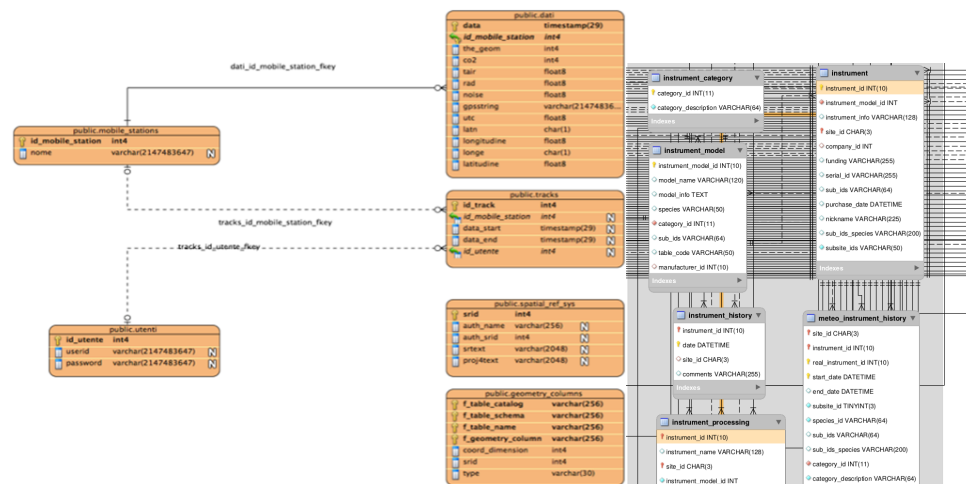 public.dati
data timestamp(29)
id_mobile_station int4
the_geom int4
co2 int4
tair float8
rad float8
noise float8
gpsstring varchar(21474836...
utc float8
latn char(1)
longitudine float8
longe char(1)
latitudine float8
dati_id_mobile_station_fkey
public.mobile_stations
id_mobile_station int4
nome varchar(2147483647) N
public.tracks
id_track int4
id_mobile_station int4 N
data_start timestamp(29) N
data_end timestamp(29) N
id_utente int4 N
tracks_id_mobile_station_fkey
tracks_id_utente_fkey
public.utenti
id_utente int4
userid varchar(2147483647) N
password varchar(2147483647) N
public.spatial_ref_sys
srid int4
auth_name varchar(256) N
auth_srid int4 N
srtext varchar(2048) N
proj4text varchar(2048) N
public.geometry_columns
f_table_catalog varchar(256)
f_table_schema varchar(256)
f_table_name varchar(256)
f_geometry_column varchar(256)
coord_dimension int4
srid int4
type varchar(30)
instrument_category
category_id INT(11)
category_description VARCHAR(64)
Indexes
instrument_model
instrument_model_id INT(10)
model_name VARCHAR(120)
model_info TEXT
species VARCHAR(50)
category_id INT(11)
sub_ids VARCHAR(64)
table_code VARCHAR(50)
manufacturer_id INT(10)
Indexes
instrument_history
instrument_id INT(10)
date DATETIME
site_id CHAR(3)
comments VARCHAR(255)
Indexes
instrument_processing
instrument_id INT(10)
instrument_name VARCHAR(128)
site_id CHAR(3)
instrument_model_id INT
instrument
instrument_id INT(10)
instrument_model_id INT
instrument_info VARCHAR(128)
site_id CHAR(3)
company_id INT
funding VARCHAR(255)
serial_id VARCHAR(255)
sub_ids VARCHAR(64)
purchase_date DATETIME
nickname VARCHAR(225)
sub_ids_species VARCHAR(200)
subsite_ids VARCHAR(50)
Indexes
meteo_instrument_history
site_id CHAR(3)
instrument_id INT(10)
real_instrument_id INT(10)
start_date DATETIME
end_date DATETIME
subsite_id TINYINT(3)
species_id VARCHAR(64)
sub_ids VARCHAR(64)
sub_ids_species VARCHAR(200)
category_id INT(11)
category_description VARCHAR(64)